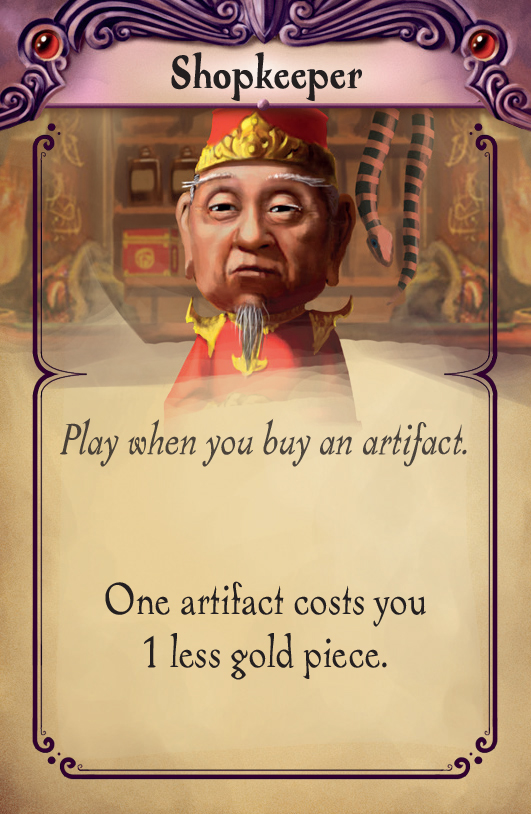 Shopkeeper
Play when you buy an artifact.
One artifact costs you
1 less gold piece.